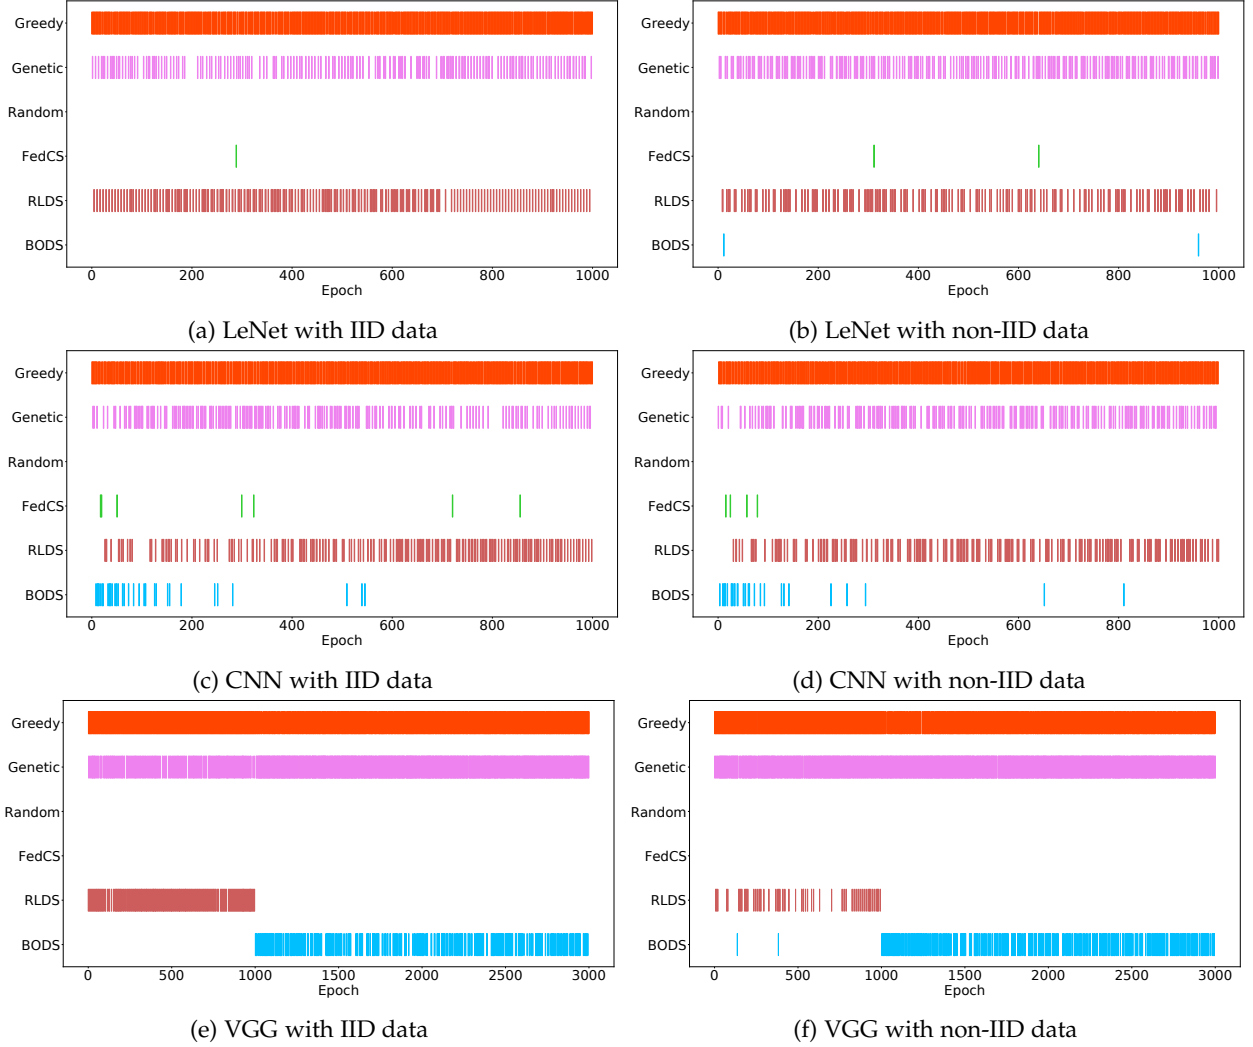 Greedy
Genetic
Random
FedCS
RLDS
BODS
0 200 400 600 800 1000
Epoch
(a) LeNet with IID data
Greedy
Genetic
Random
FedCS
RLDS
BODS
0 200 400 600 800 1000
Epoch
(b) LeNet with non-IID data
Greedy
Genetic
Random
FedCS
RLDS
BODS
0 200 400 600 800 1000
Epoch
(c) CNN with IID data
Greedy
Genetic
Random
FedCS
RLDS
BODS
0 200 400 600 800 1000
Epoch
(d) CNN with non-IID data
Greedy
Genetic
Random
FedCS
RLDS
BODS
0 500 1000 1500 2000 2500 3000
Epoch
(e) VGG with IID data
Greedy
Genetic
Random
FedCS
RLDS
BODS
0 500 1000 1500 2000 2500 3000
Epoch
(f) VGG with non-IID data